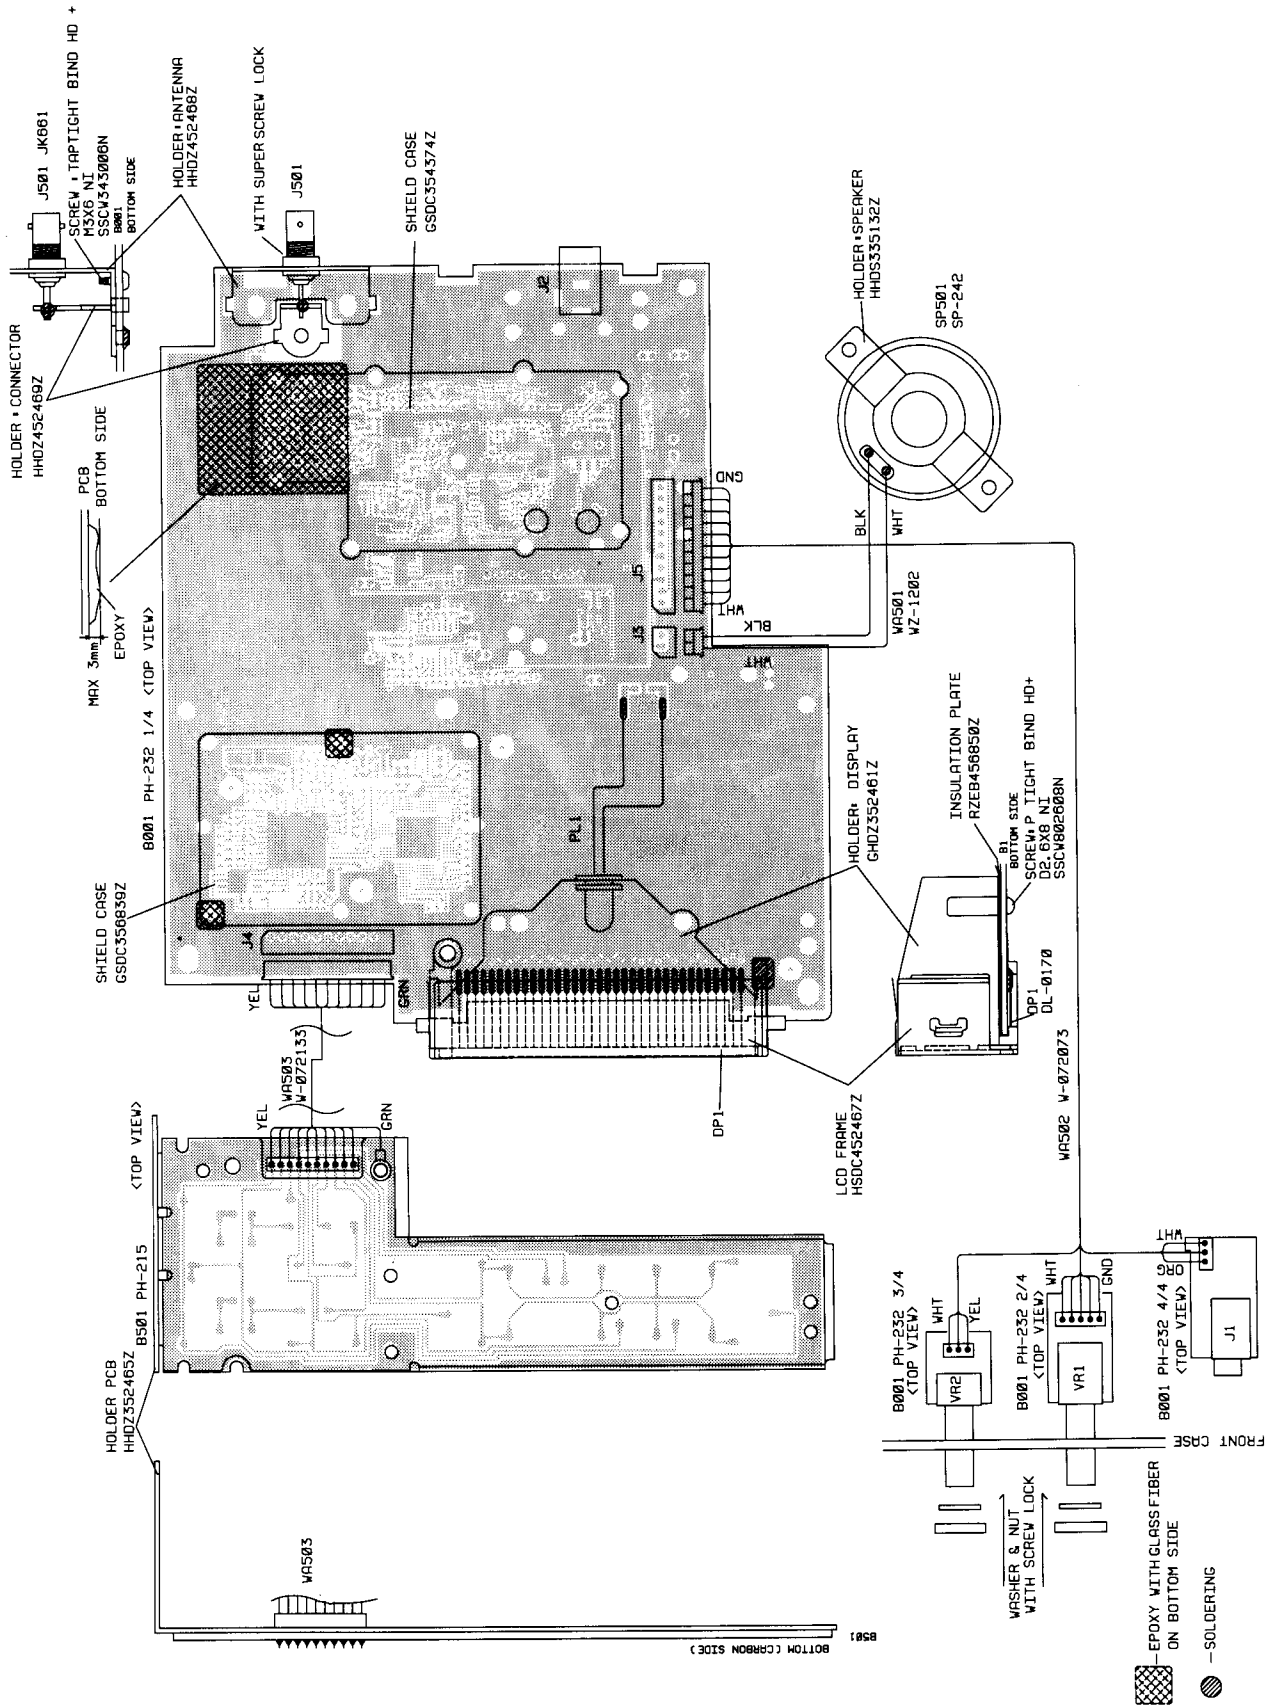 HOLDER:CONNECTOR
HHDZ452469Z
J501 JK661
SCREW:TAPTIGHT BIND HD +
M3X6 NI
SSCW343006N
B001
BOTTOM SIDE
HOLDER:ANTENNA
HHDZ452468Z
WITH SUPER SCREW LOCK
J501
SHIELD CASE
GSDC354374Z
PCB
BOTTOM SIDE
MAX 3mm
EPOXY
B001 PH-232 1/4 <TOP VIEW>
J2
HOLDER:SPEAKER
HHDS335132Z
SP501
SP-242
BLK
WHT
WA501
WZ-1202
GND
J5
WHT
BLK
J3
WHT
PL1
SHIELD CASE
GSDC356839Z
J4
YEL
GRN
WA503
W-072133
YEL
GRN
HOLDER: DISPLAY
GHDZ352461Z
INSULATION PLATE
RZEB456850Z
B1
BOTTOM SIDE
SCREW:P TIGHT BIND HD+
D2.6X8 NI
SSCW802608N
DP1
DL-0170
DP1
LCD FRAME
HSDC452467Z
WA502 W-072073
<TOP VIEW>
B501 PH-215
HOLDER PCB
HHDZ352465Z
WA503
BOTTOM (CARBON SIDE)
B501
B001 PH-232 3/4
<TOP VIEW>
WHT
YEL
VR2
B001 PH-232 2/4
<TOP VIEW>
WHT
GND
VR1
B001 PH-232 4/4
<TOP VIEW>
WHT
ORG
J1
FRONT CASE
WASHER & NUT
WITH SCREW LOCK
EPOXY WITH GLASS FIBER
ON BOTTOM SIDE
SOLDERING